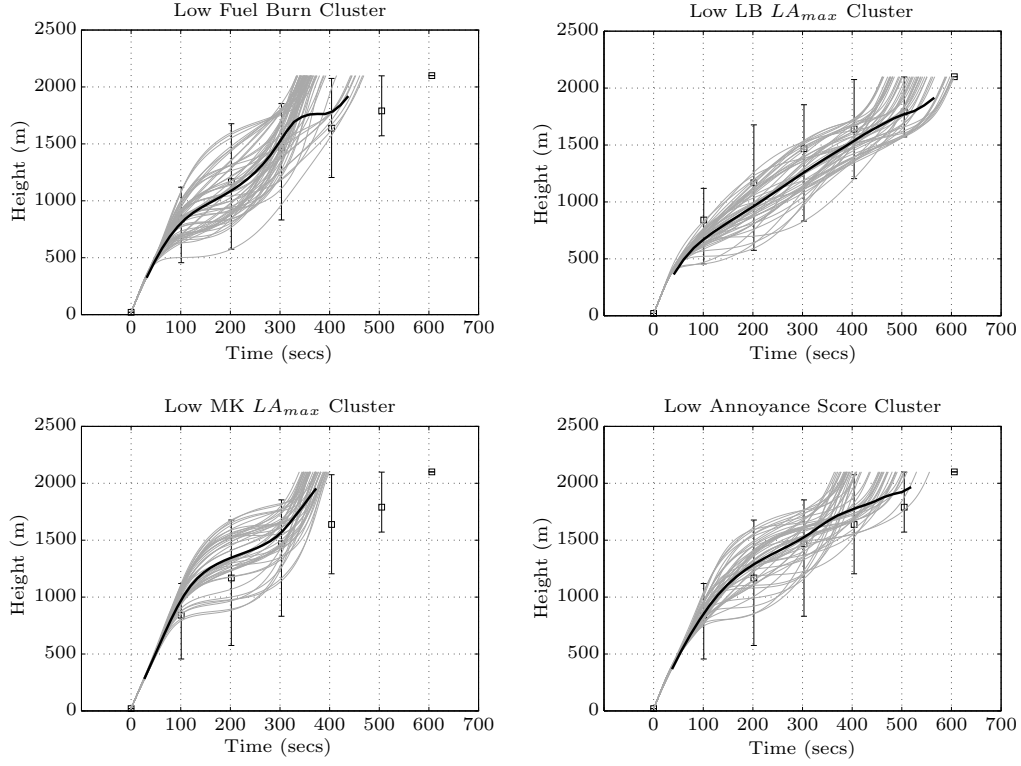 Low Fuel Burn Cluster
2500
2000
1500
1000
500
0
Height (m)
0 100 200 300 400 500 600 700
Time (secs)
Low LB LAmax Cluster
2500
2000
1500
1000
500
0
Height (m)
0 100 200 300 400 500 600 700
Time (secs)
Low MK LAmax Cluster
2500
2000
1500
1000
500
0
Height (m)
0 100 200 300 400 500 600 700
Time (secs)
Low Annoyance Score Cluster
2500
2000
1500
1000
500
0
Height (m)
0 100 200 300 400 500 600 700
Time (secs)